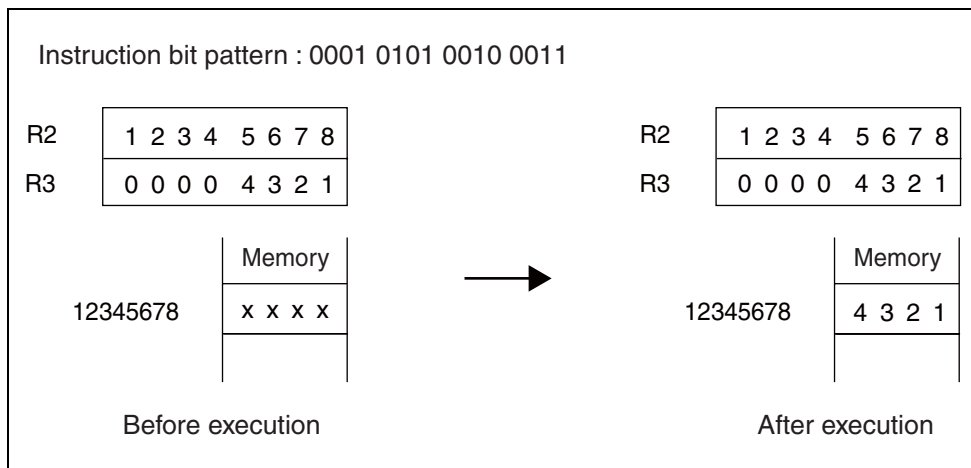 Instruction bit pattern : 0001 0101 0010 0011
R2 1 2 3 4 5 6 7 8 R2 1 2 3 4 5 6 7 8
R3 0 0 0 0 4 3 2 1 R3 0 0 0 0 4 3 2 1
Memory Memory
12345678 x x x x 12345678 4 3 2 1
Before execution After execution